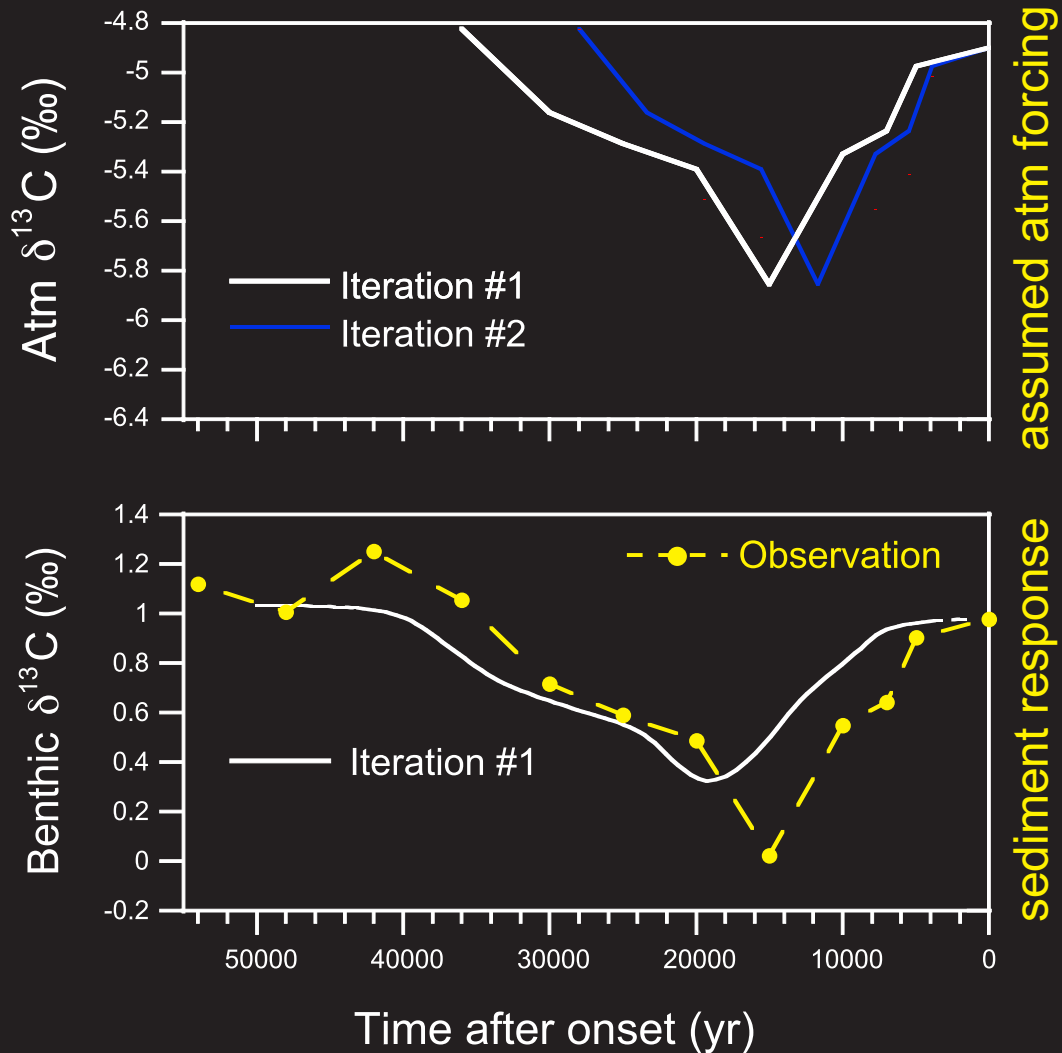 -4.8
-5
-5.2
-5.4
-5.6
-5.8
-6
-6.2
-6.4
Atm δ¹³C (‰)
Iteration #1
Iteration #2
assumed atm forcing
1.4
1.2
1
0.8
0.6
0.4
0.2
0
-0.2
Benthic δ¹³C (‰)
Observation
Iteration #1
sediment response
50000 40000 30000 20000 10000 0
Time after onset (yr)